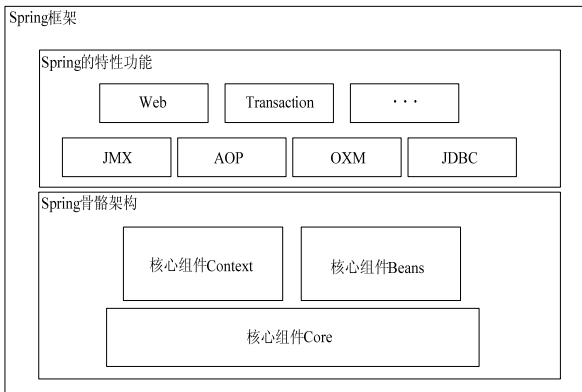 Spring框架
Spring的特性功能
Web
Transaction
···
JMX
AOP
OXM
JDBC
Spring骨骼架构
核心组件Context
核心组件Beans
核心组件Core